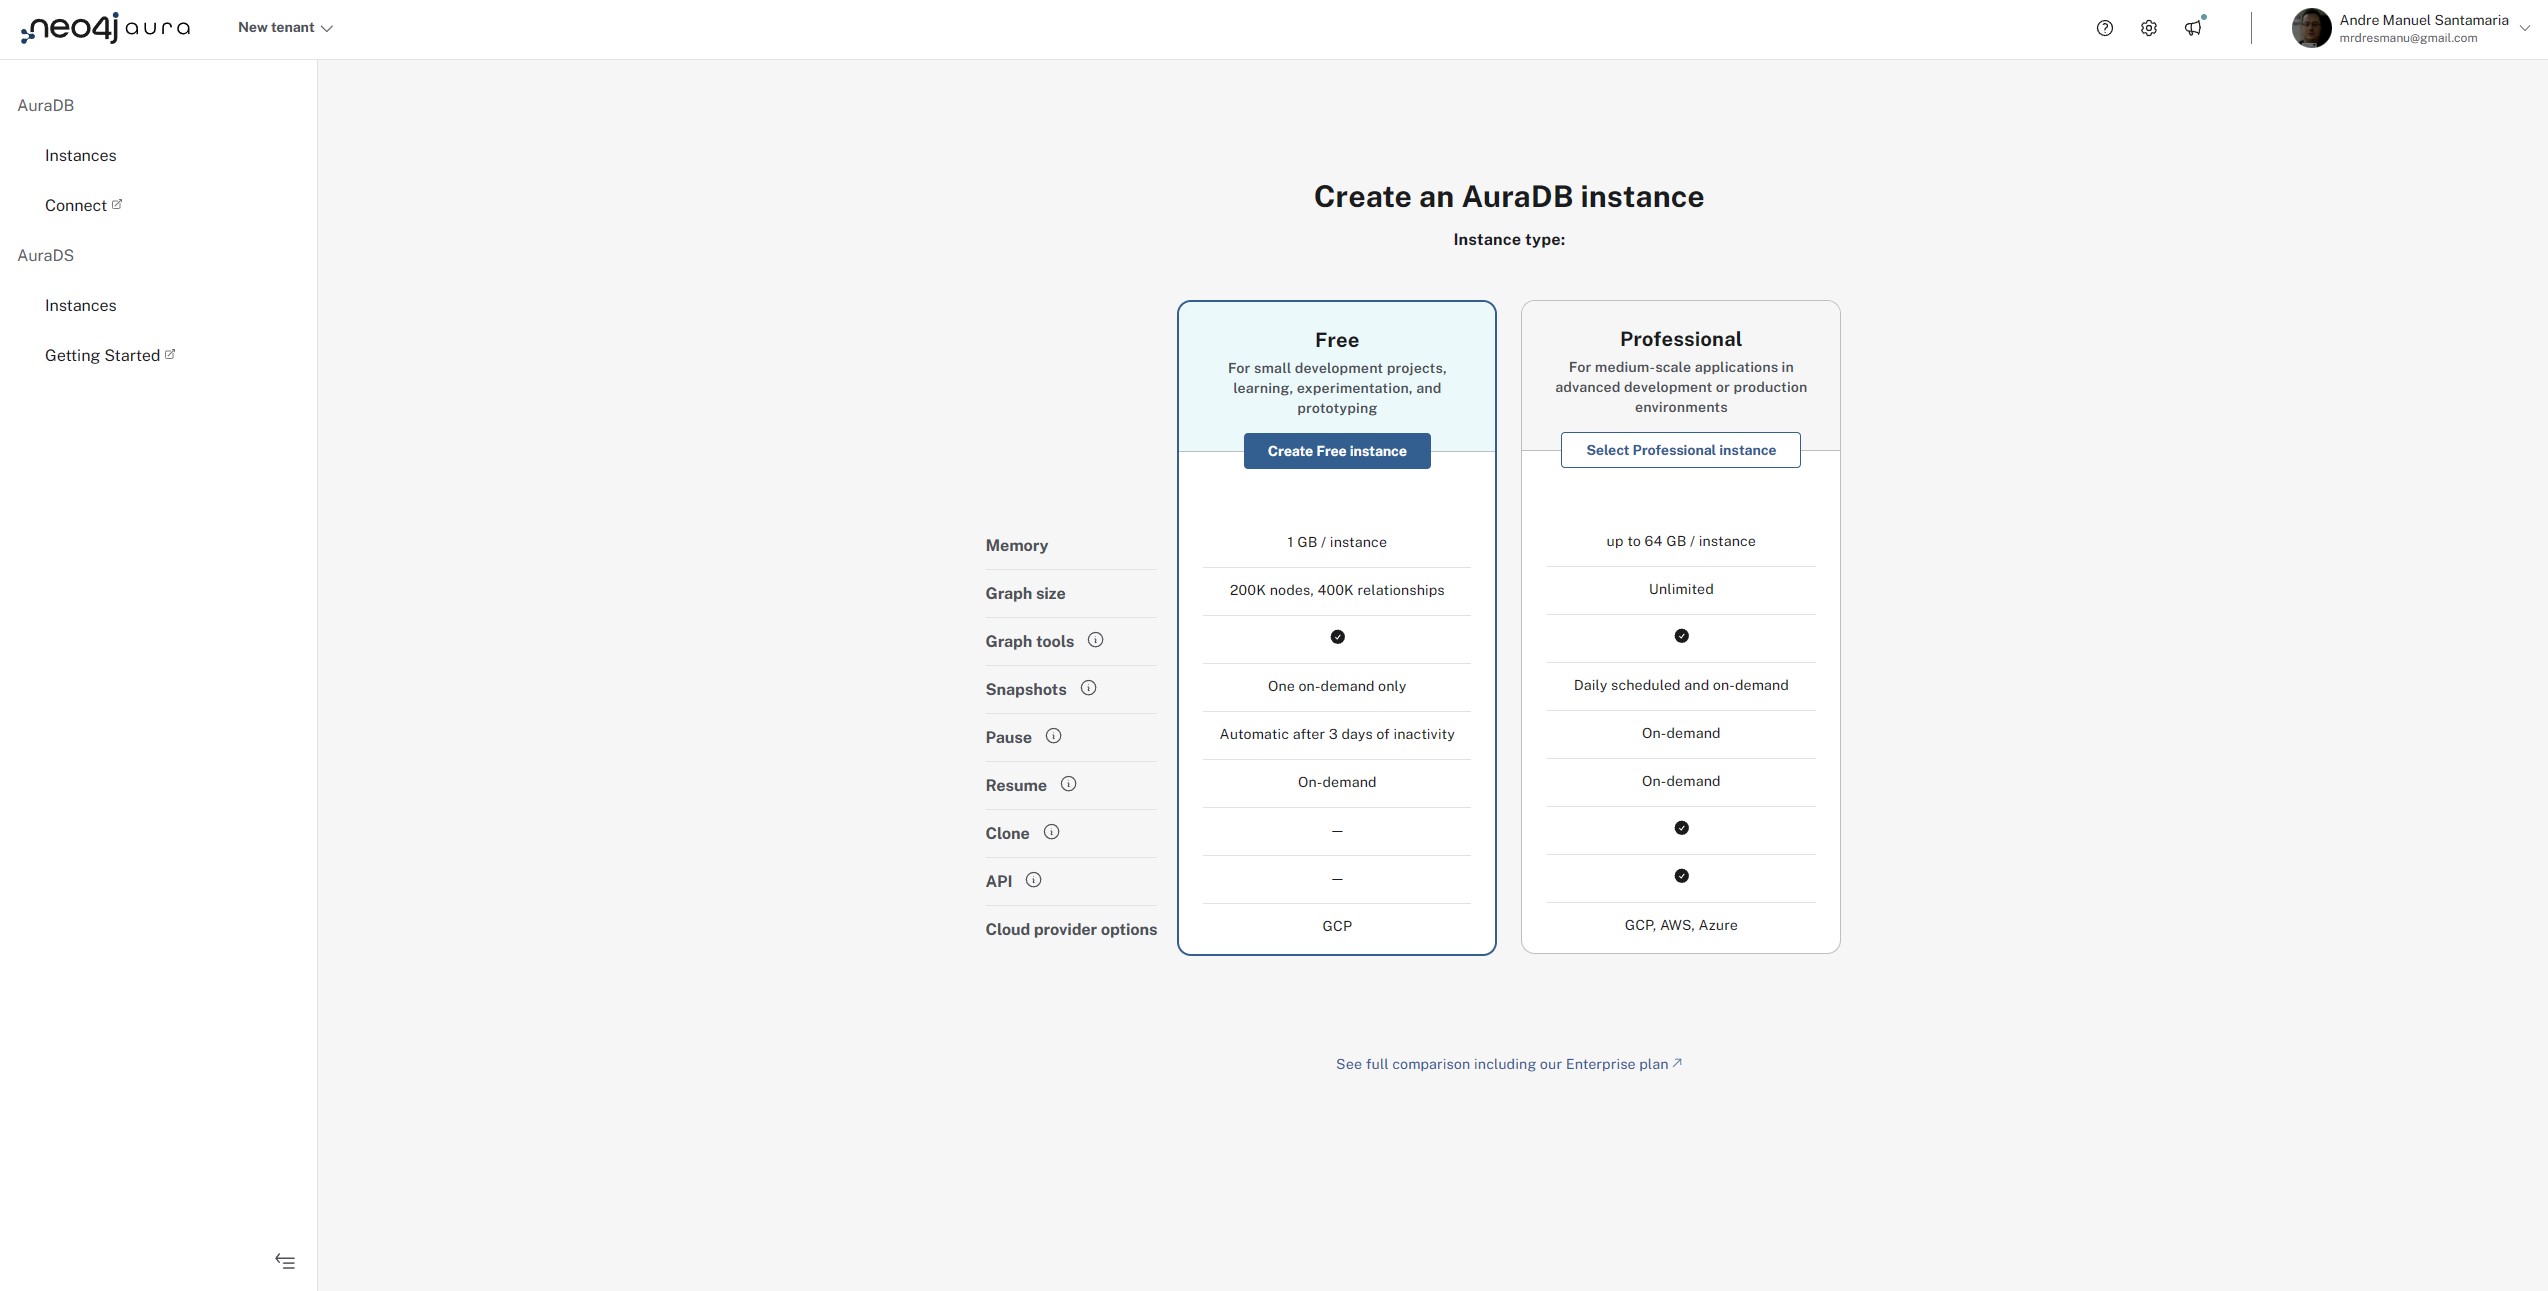 neo4j aura
New tenant
Andre Manuel Santamaria
mrdresmanu@gmail.com
AuraDB
Instances
Connect
AuraDS
Instances
Getting Started
Create an AuraDB instance
Instance type:
Free
For small development projects,
learning, experimentation, and
prototyping
Create Free instance
Professional
For medium-scale applications in
advanced development or production
environments
Select Professional instance
Memory
1 GB / instance
up to 64 GB / instance
Graph size
200K nodes, 400K relationships
Unlimited
Graph tools
Snapshots
One on-demand only
Daily scheduled and on-demand
Pause
Automatic after 3 days of inactivity
On-demand
Resume
On-demand
On-demand
Clone
—
API
—
Cloud provider options
GCP
GCP, AWS, Azure
See full comparison including our Enterprise plan